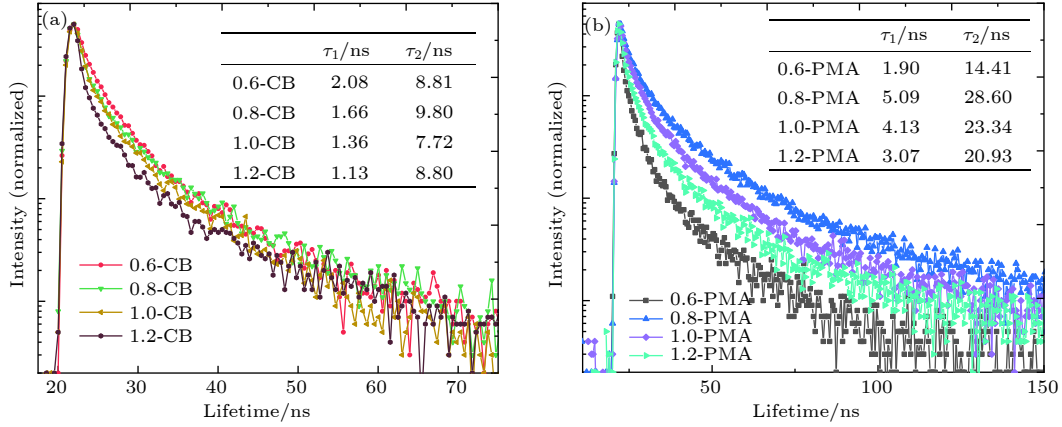 (a)
τ1/ns τ2/ns
0.6-CB 2.08 8.81
0.8-CB 1.66 9.80
1.0-CB 1.36 7.72
1.2-CB 1.13 8.80
Intensity (normalized)
0.6-CB
0.8-CB
1.0-CB
1.2-CB
20 30 40 50 60 70
Lifetime/ns
(b)
τ1/ns τ2/ns
0.6-PMA 1.90 14.41
0.8-PMA 5.09 28.60
1.0-PMA 4.13 23.34
1.2-PMA 3.07 20.93
Intensity (normalized)
0.6-PMA
0.8-PMA
1.0-PMA
1.2-PMA
50 100 150
Lifetime/ns